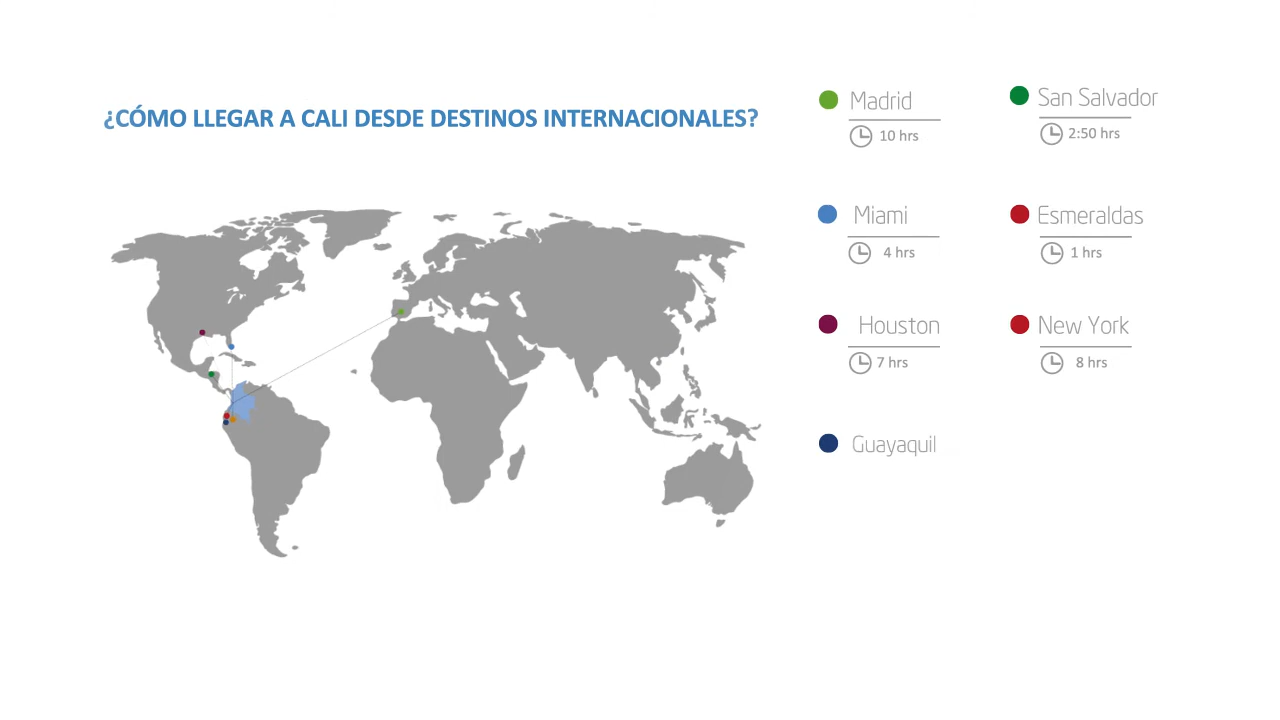 ¿CÓMO LLEGAR A CALI DESDE DESTINOS INTERNACIONALES?
Madrid
10 hrs
San Salvador
2:50 hrs
Miami
4 hrs
Esmeraldas
1 hrs
Houston
7 hrs
New York
8 hrs
Guayaquil